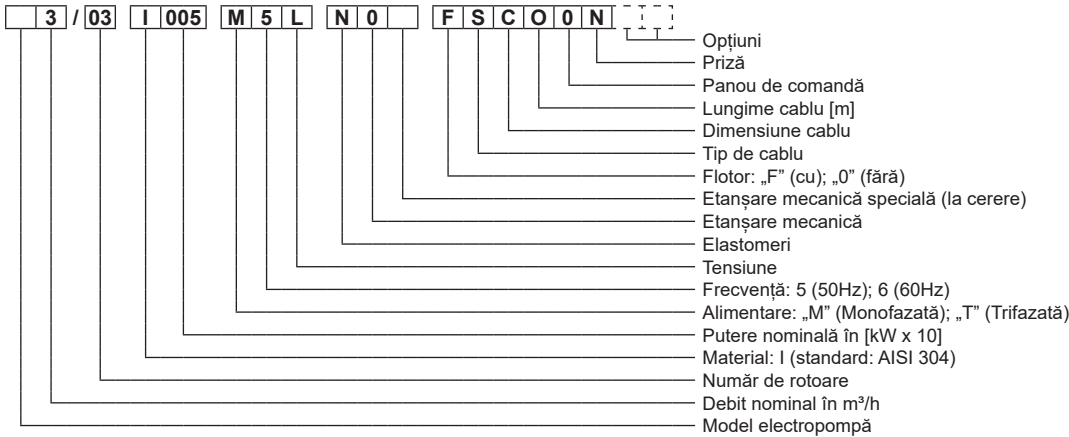 3 / 03 I 005 M 5 L N 0 F S C O 0 N
Opțiuni
Priză
Panou de comandă
Lungime cablu [m]
Dimensiune cablu
Tip de cablu
Flotor: „F” (cu); „0” (fără)
Etanșare mecanică specială (la cerere)
Etanșare mecanică
Elastomeri
Tensiune
Frecvență: 5 (50Hz); 6 (60Hz)
Alimentare: „M” (Monofazată); „T” (Trifazată)
Putere nominală în [kW x 10]
Material: I (standard: AISI 304)
Număr de rotoare
Debit nominal în m³/h
Model electropompă